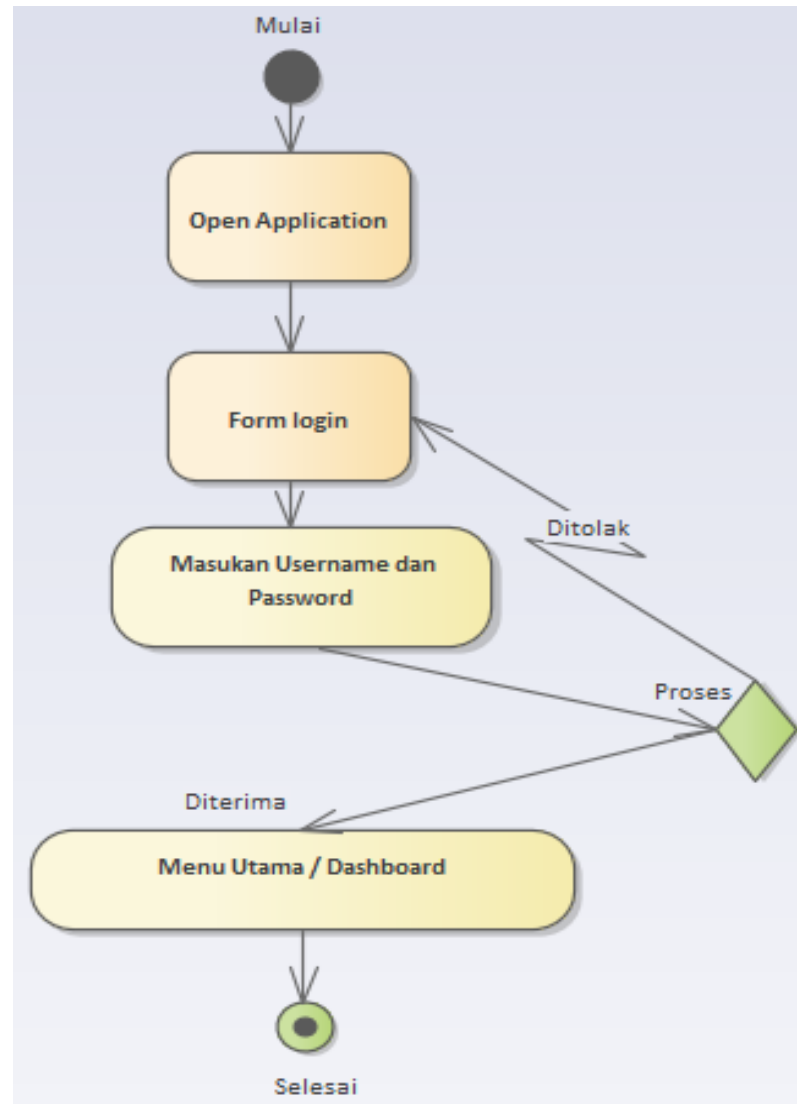 Mulai
Open Application
Form login
Ditolak
Masukan Username dan
Password
Proses
Diterima
Menu Utama / Dashboard
Selesai